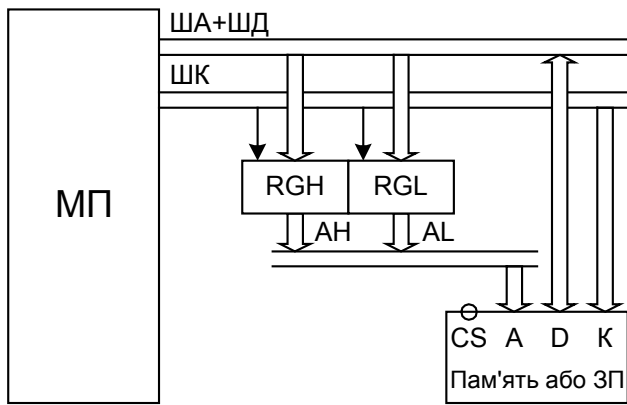 ША+ШД
ШК
МП
RGH RGL
AH AL
CS A D К
Пам'ять або ЗП